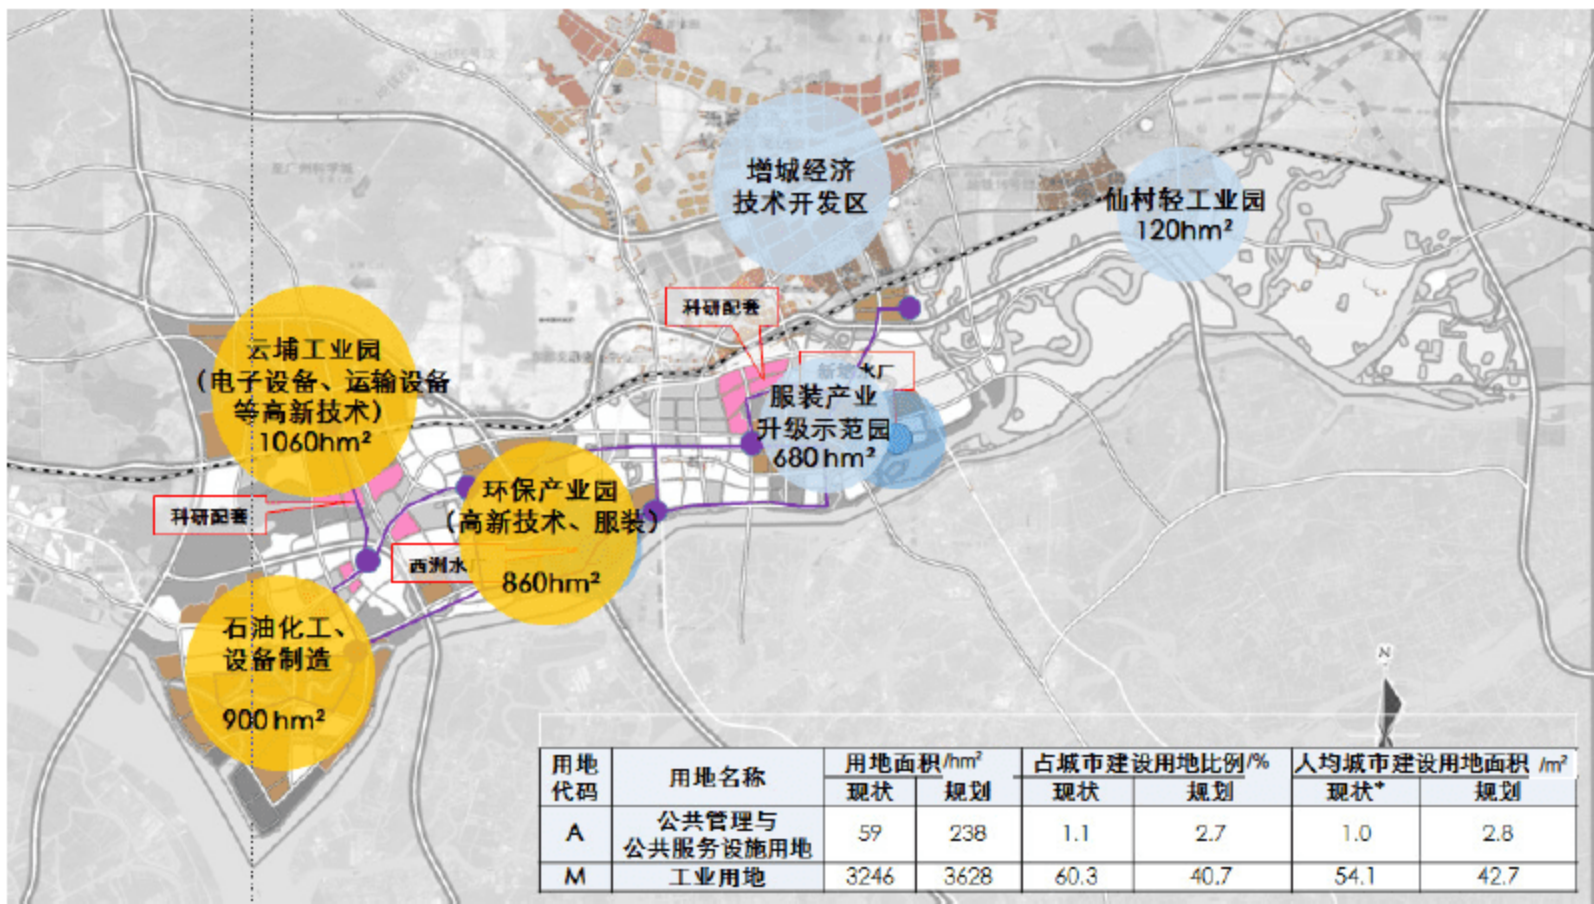 增城经济
技术开发区
仙村轻工业园
120hm²
科研配套
云埔工业园
（电子设备、运输设备
等高新技术）
1060hm²
水厂
服装产业
升级示范园
680 hm²
科研配套
环保产业园
（高新技术、服装）
860hm²
西洲水
石油化工、
设备制造
900 hm²
N
用地代码 用地名称 用地面积/hm² 占城市建设用地比例/% 人均城市建设用地面积 /m²
现状 规划 现状 规划 现状* 规划
A 公共管理与公共服务设施用地 59 238 1.1 2.7 1.0 2.8
M 工业用地 3246 3628 60.3 40.7 54.1 42.7